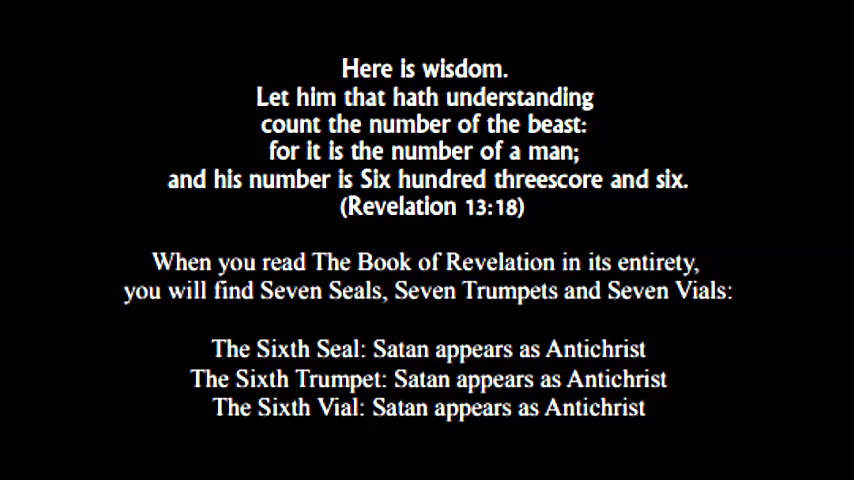 Here is wisdom.
Let him that hath understanding
count the number of the beast:
for it is the number of a man;
and his number is Six hundred threescore and six.
(Revelation 13:18)
When you read The Book of Revelation in its entirety,
you will find Seven Seals, Seven Trumpets and Seven Vials:
The Sixth Seal: Satan appears as Antichrist
The Sixth Trumpet: Satan appears as Antichrist
The Sixth Vial: Satan appears as Antichrist